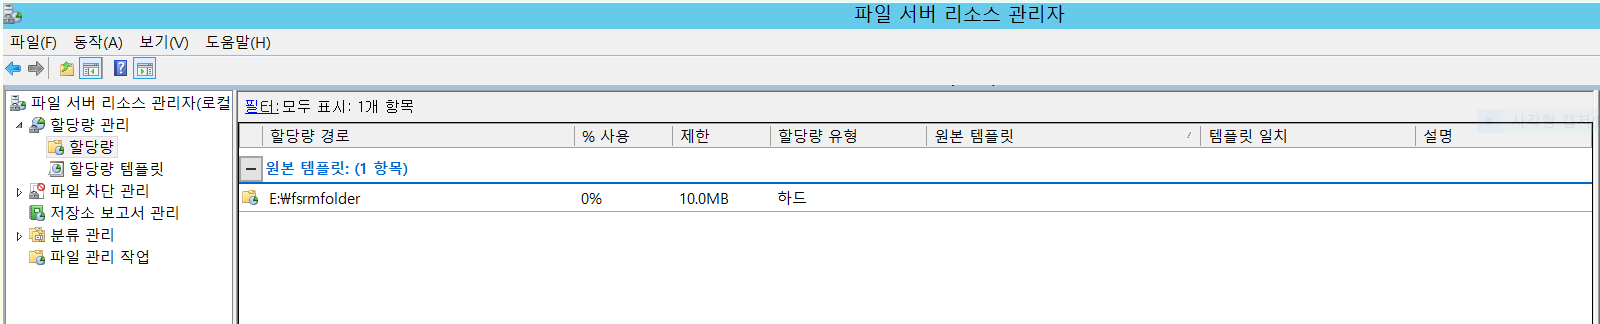 파일 서버 리소스 관리자
파일(F) 동작(A) 보기(V) 도움말(H)
파일 서버 리소스 관리자(로컬
할당량 관리
할당량
할당량 템플릿
파일 차단 관리
저장소 보고서 관리
분류 관리
파일 관리 작업
필터: 모두 표시: 1개 항목
할당량 경로 % 사용 제한 할당량 유형 원본 템플릿 템플릿 일치 설명
원본 템플릿: (1 항목)
E:\fsrmfolder 0% 10.0MB 하드
사각형 캡처